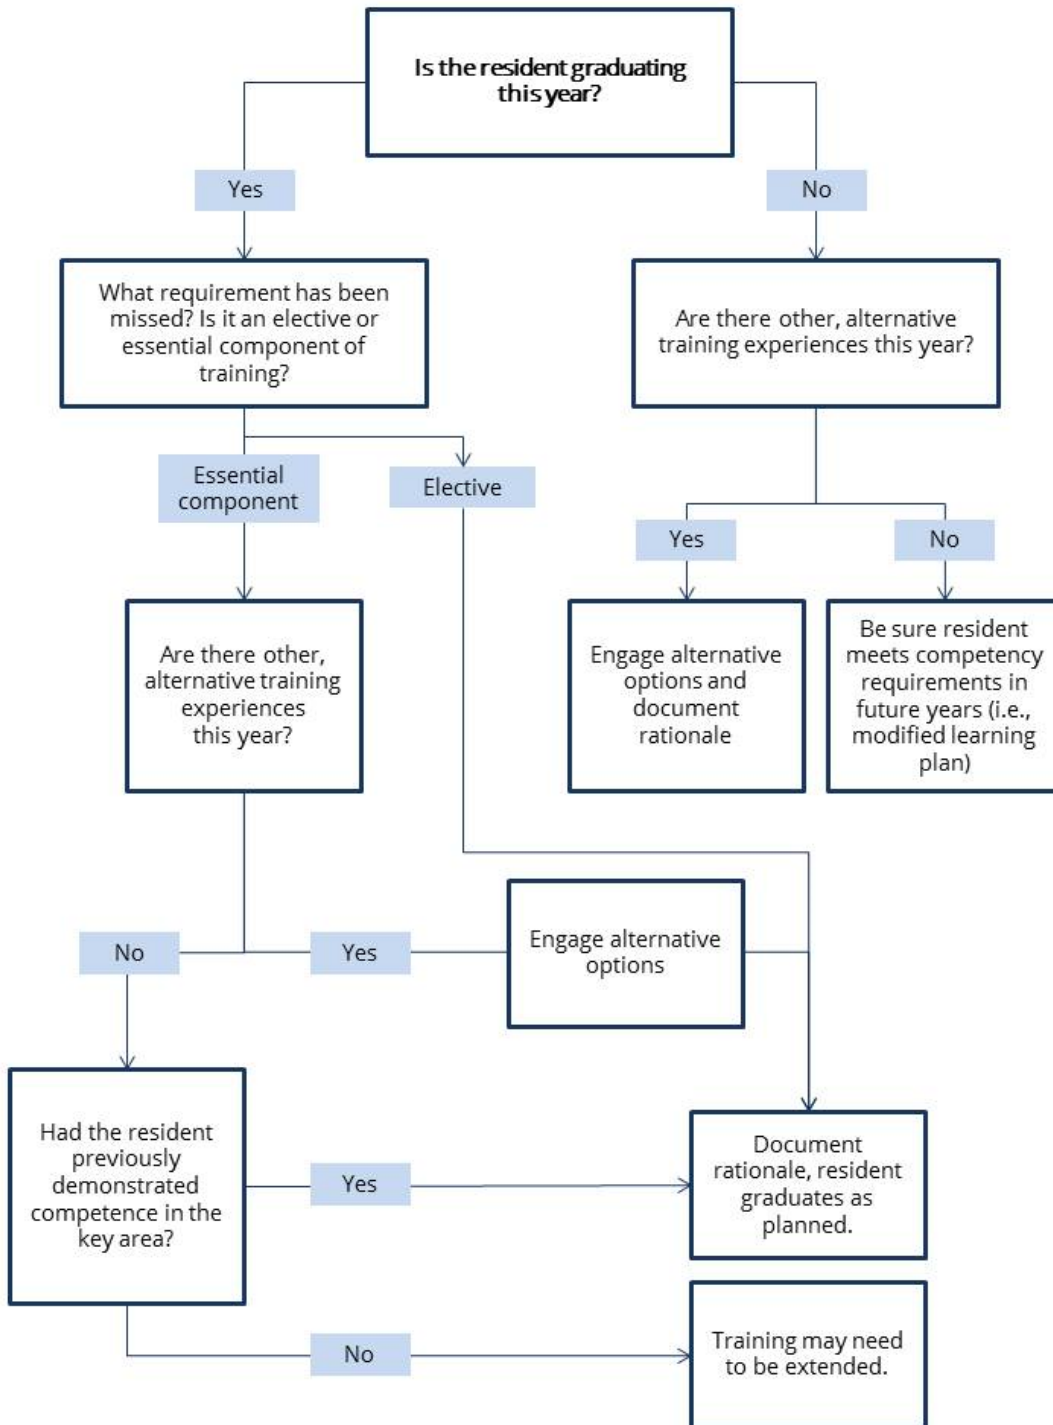 Is the resident graduating
this year?
Yes
No
What requirement has been
missed? Is it an elective or
essential component of
training?
Are there other, alternative
training experiences this year?
Essential
component
Elective
Yes
No
Are there other,
alternative training
experiences
this year?
Engage alternative
options and
document
rationale
Be sure resident
meets competency
requirements in
future years (i.e.,
modified learning
plan)
No
Yes
Engage alternative
options
Had the resident
previously
demonstrated
competence in the
key area?
Yes
Document
rationale, resident
graduates as
planned.
No
Training may need
to be extended.